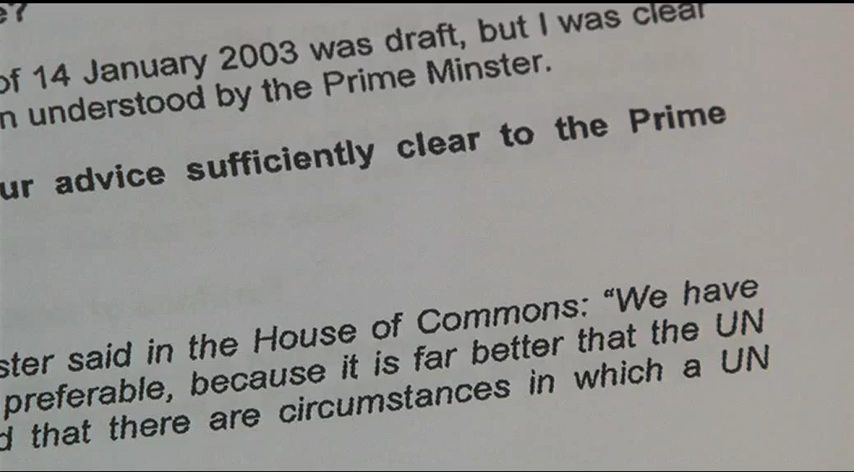 e?
of 14 January 2003 was draft, but I was clear
n understood by the Prime Minster.
ur advice sufficiently clear to the Prime
ster said in the House of Commons: “We have
preferable, because it is far better that the UN
d that there are circumstances in which a UN